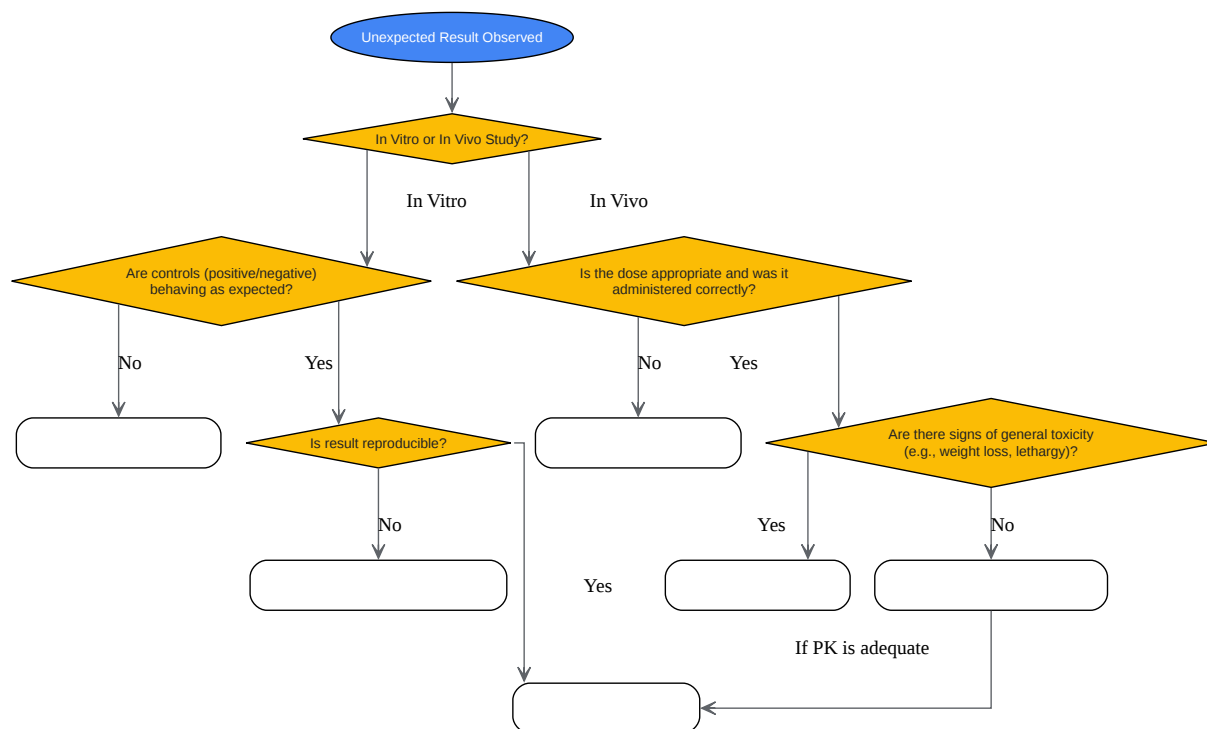 Unexpected Result Observed
In Vitro or In Vivo Study?
In Vitro
In Vivo
Are controls (positive/negative)
behaving as expected?
Is the dose appropriate and was it
administered correctly?
No
Yes
No
Yes
Is result reproducible?
Are there signs of general toxicity
(e.g., weight loss, lethargy)?
No
Yes
No
Yes
If PK is adequate